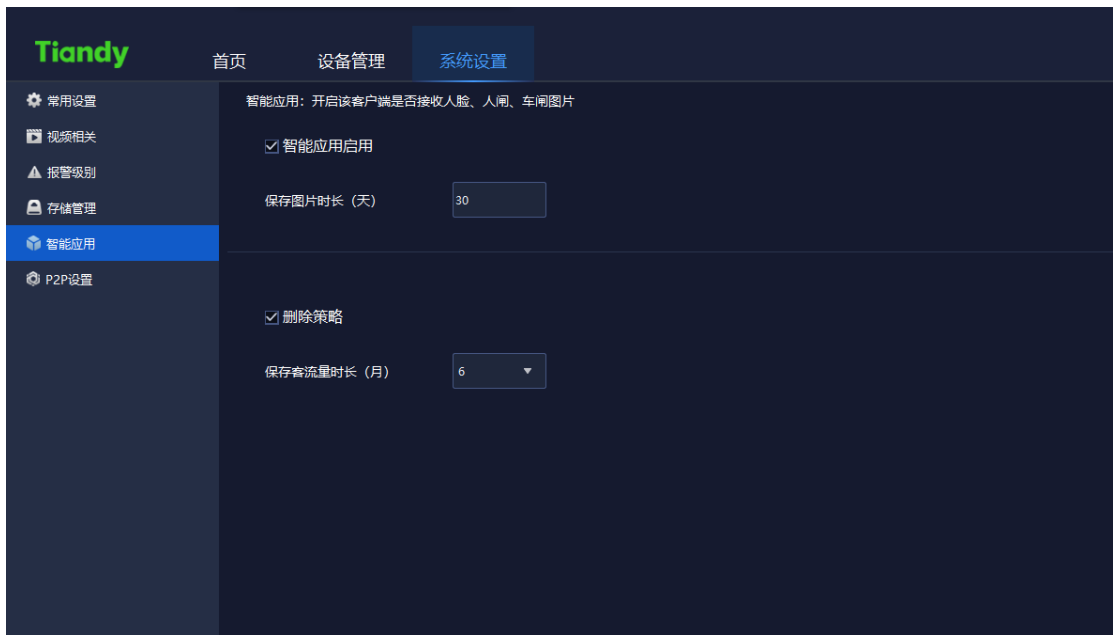 Tiandy
首页 设备管理 系统设置
常用设置
视频相关
报警级别
存储管理
智能应用
P2P设置
智能应用：开启该客户端是否接收人脸、人闸、车闸图片
智能应用启用
保存图片时长（天） 30
删除策略
保存客流量时长（月） 6